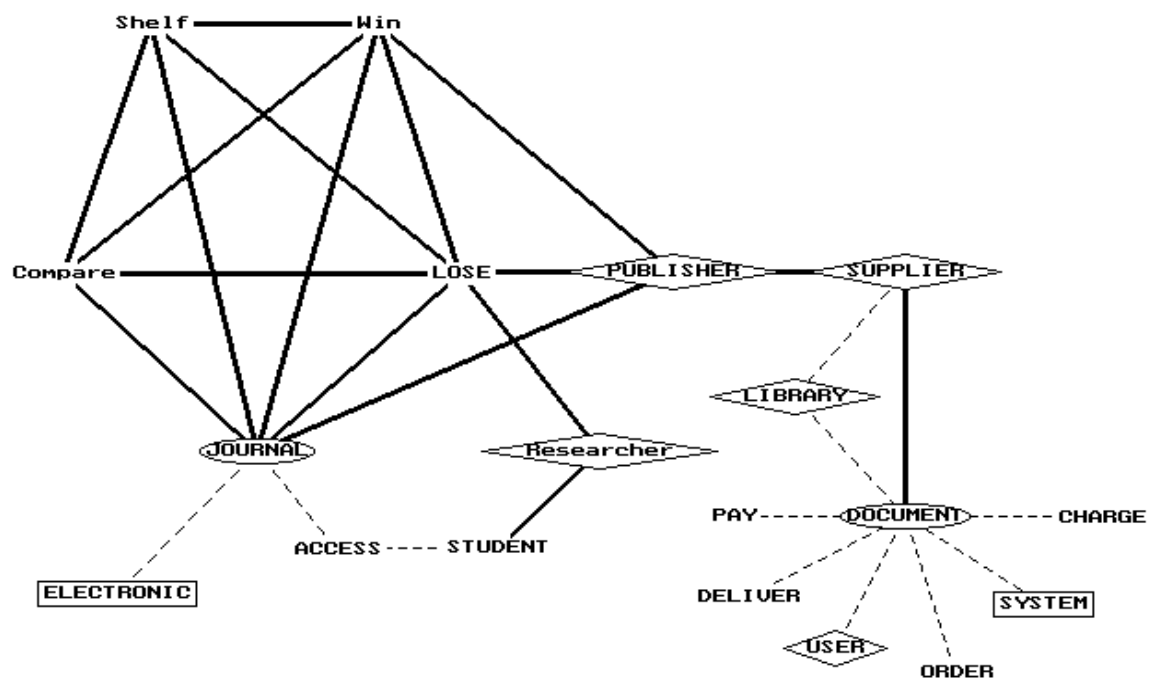 Shelf
Win
Compare
LOSE
PUBLISHER
SUPPLIER
LIBRARY
JOURNAL
Researcher
PAY
DOCUMENT
CHARGE
ACCESS
STUDENT
ELECTRONIC
DELIVER
SYSTEM
USER
ORDER